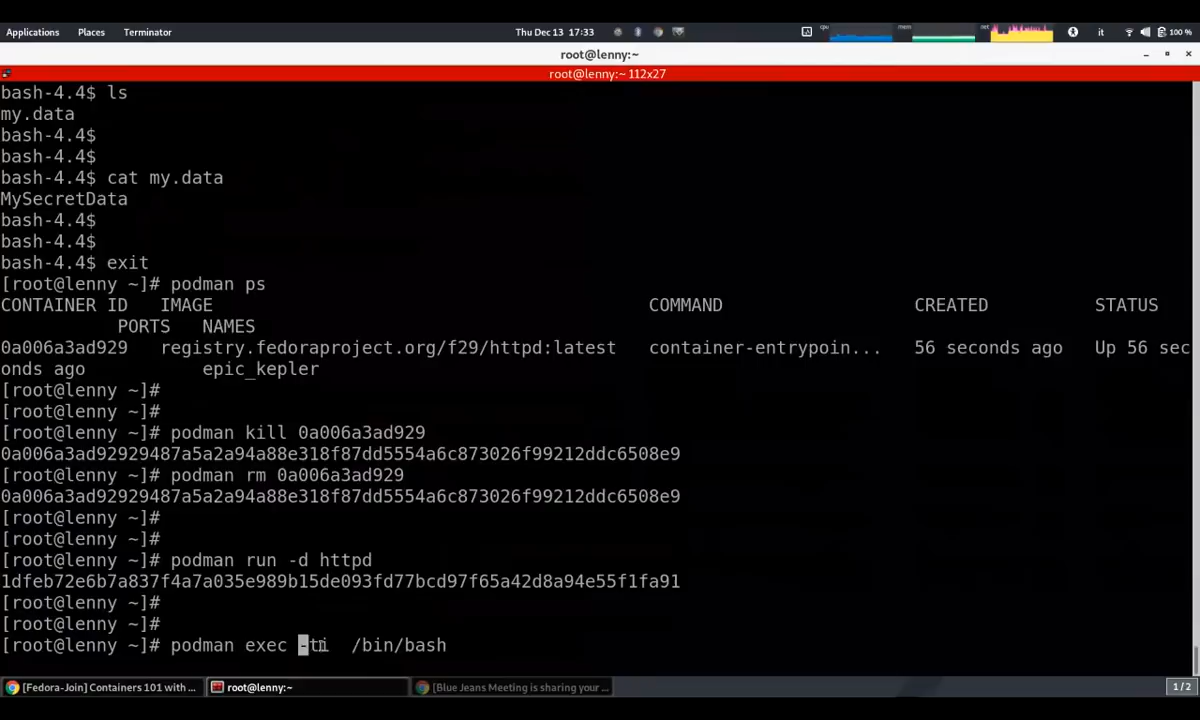 Applications Places Terminator Thu Dec 13 17:33 cpu mem net it 100 %
root@lenny:~
root@lenny:~ 112x27
bash-4.4$ ls
my.data
bash-4.4$
bash-4.4$
bash-4.4$ cat my.data
MySecretData
bash-4.4$
bash-4.4$
bash-4.4$ exit
[root@lenny ~]# podman ps
CONTAINER ID IMAGE COMMAND CREATED STATUS
PORTS NAMES
0a006a3ad929 registry.fedoraproject.org/f29/httpd:latest container-entrypoin... 56 seconds ago Up 56 sec
onds ago epic_kepler
[root@lenny ~]#
[root@lenny ~]#
[root@lenny ~]# podman kill 0a006a3ad929
0a006a3ad92929487a5a2a94a88e318f87dd5554a6c873026f99212ddc6508e9
[root@lenny ~]# podman rm 0a006a3ad929
0a006a3ad92929487a5a2a94a88e318f87dd5554a6c873026f99212ddc6508e9
[root@lenny ~]#
[root@lenny ~]#
[root@lenny ~]# podman run -d httpd
1dfeb72e6b7a837f4a7a035e989b15de093fd77bcd97f65a42d8a94e55f1fa91
[root@lenny ~]#
[root@lenny ~]#
[root@lenny ~]# podman exec -ti /bin/bash
[Fedora-Join] Containers 101 with ... root@lenny:~ [Blue Jeans Meeting is sharing your ... 1/2